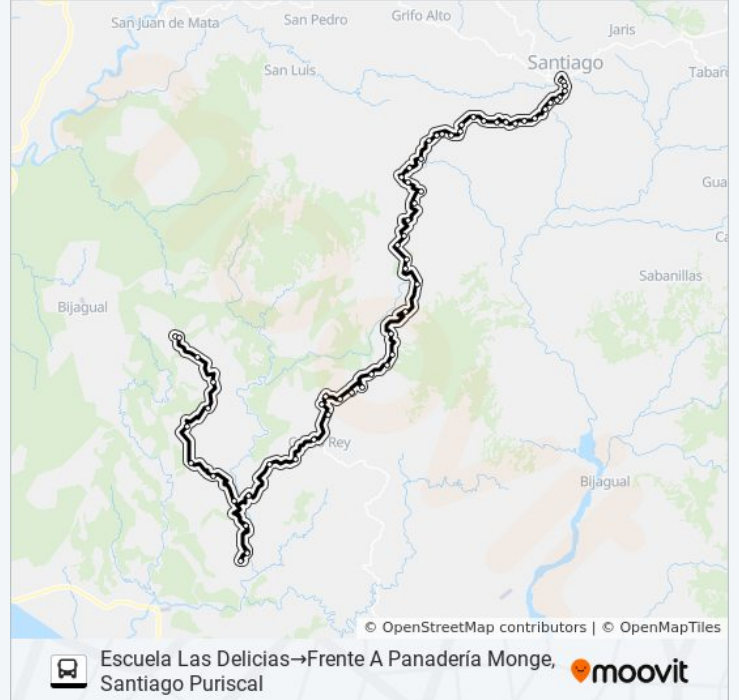 San Juan de Mata
San Pedro
Grifo Alto
Jaris
San Luis
Santiago
Tabar
Gua
Ca
Sabanillas
Bijagual
Rey
Bijagual
© OpenStreetMap contributors | © OpenMapTiles
Escuela Las Delicias→Frente A Panadería Monge,
Santiago Puriscal
moovit